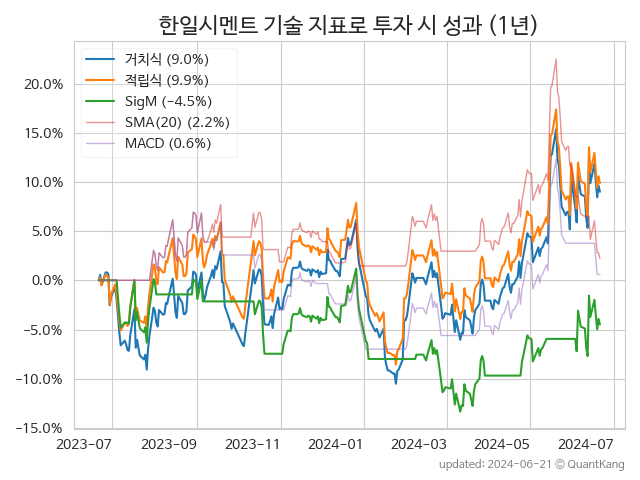 한일시멘트 기술 지표로 투자 시 성과 (1년)
거치식 (9.0%)
적립식 (9.9%)
SigM (−4.5%)
SMA(20) (2.2%)
MACD (0.6%)
20.0%
15.0%
10.0%
5.0%
0.0%
−5.0%
−10.0%
−15.0%
2023-07 2023-09 2023-11 2024-01 2024-03 2024-05 2024-07
updated: 2024-06-21 © QuantKang